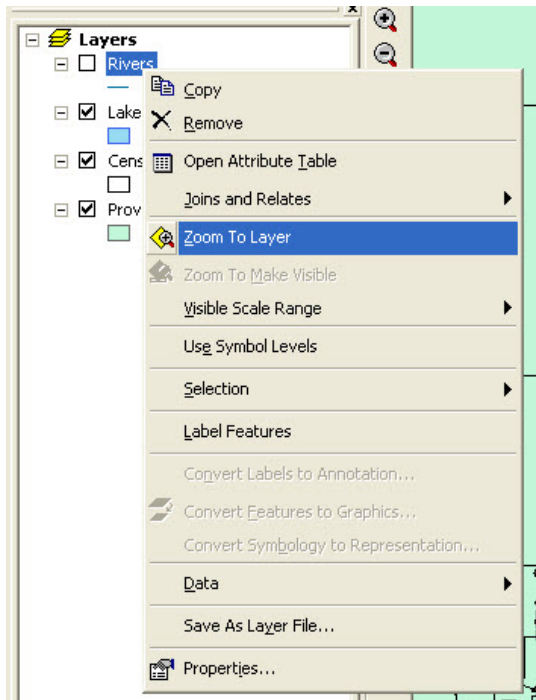 Layers
Rivers
Lake
Cens
Prov
Copy
Remove
Open Attribute Table
Joins and Relates
Zoom To Layer
Zoom To Make Visible
Visible Scale Range
Use Symbol Levels
Selection
Label Features
Convert Labels to Annotation...
Convert Features to Graphics...
Convert Symbology to Representation...
Data
Save As Layer File...
Properties...